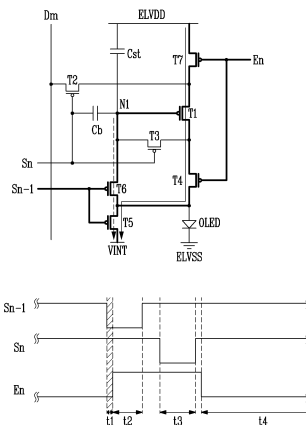 Dm
ELVDD
T7
Cst
En
T2
N1
T1
Cb
T3
Sn
T4
Sn-1
T6
OLED
T5
VINT
ELVSS
Sn-1
Sn
En
t1
t2
t3
t4